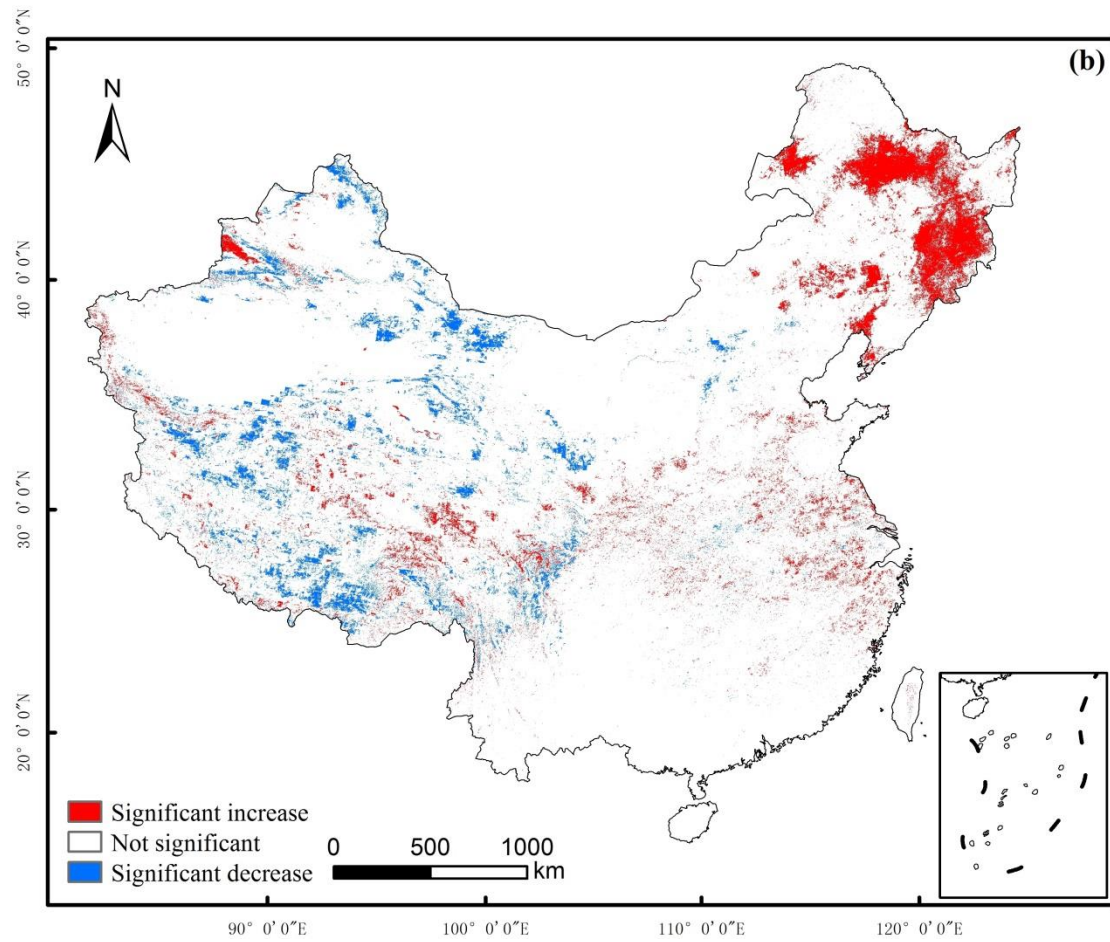 (b)
N
50° 0'0"N
40° 0'0"N
30° 0'0"N
20° 0'0"N
Significant increase
Not significant
Significant decrease
0 500 1000
km
90° 0'0"E 100° 0'0"E 110° 0'0"E 120° 0'0"E